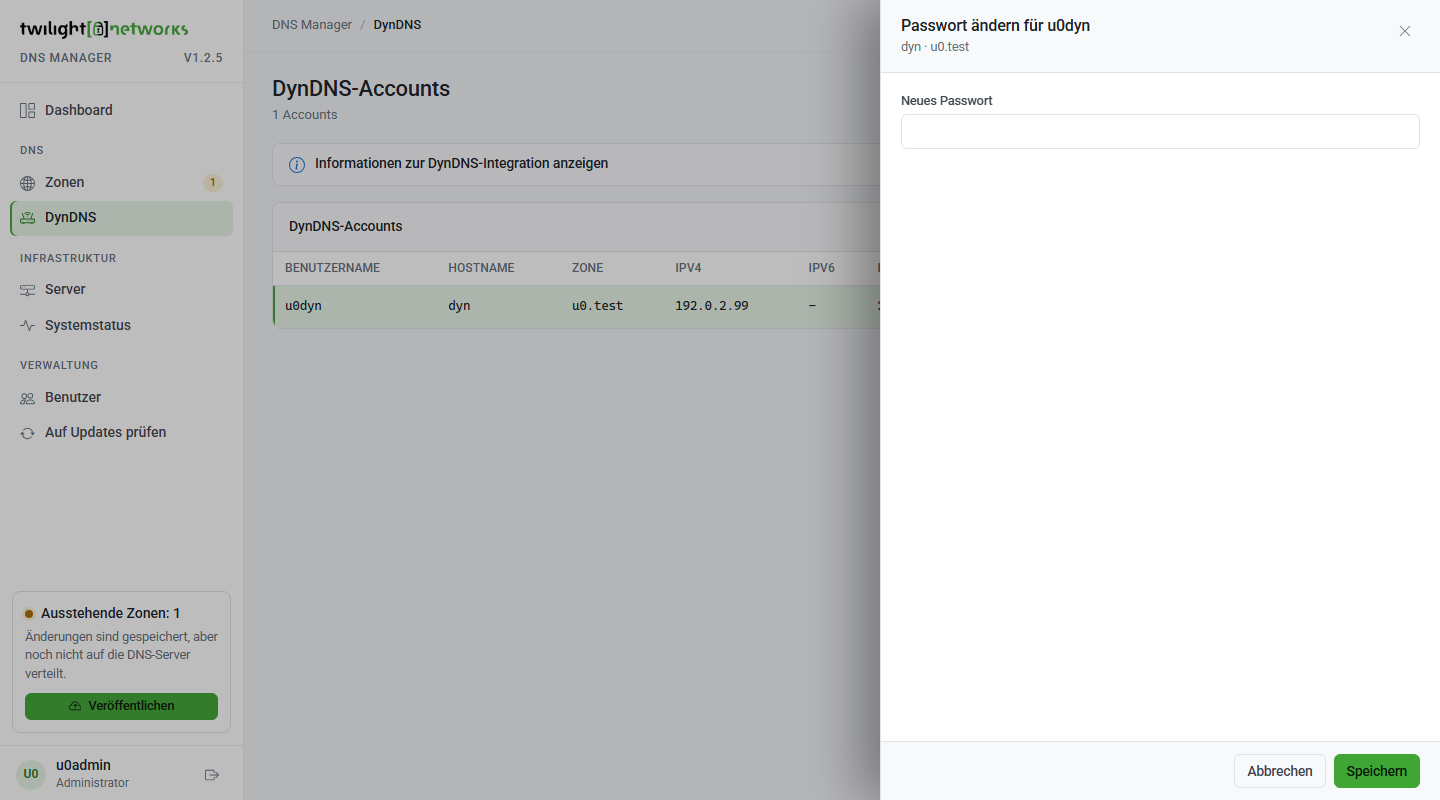 twilight[]networks
DNS MANAGER V1.2.5
Dashboard
DNS
Zonen 1
DynDNS
INFRASTRUKTUR
Server
Systemstatus
VERWALTUNG
Benutzer
Auf Updates prüfen
Ausstehende Zonen: 1
Änderungen sind gespeichert, aber
noch nicht auf die DNS-Server
verteilt.
Veröffentlichen
U0 u0admin
Administrator
DNS Manager / DynDNS
DynDNS-Accounts
1 Accounts
Informationen zur DynDNS-Integration anzeigen
DynDNS-Accounts
BENUTZERNAME HOSTNAME ZONE IPV4 IPV6
u0dyn dyn u0.test 192.0.2.99 –
Passwort ändern für u0dyn
dyn · u0.test
Neues Passwort
Abbrechen Speichern